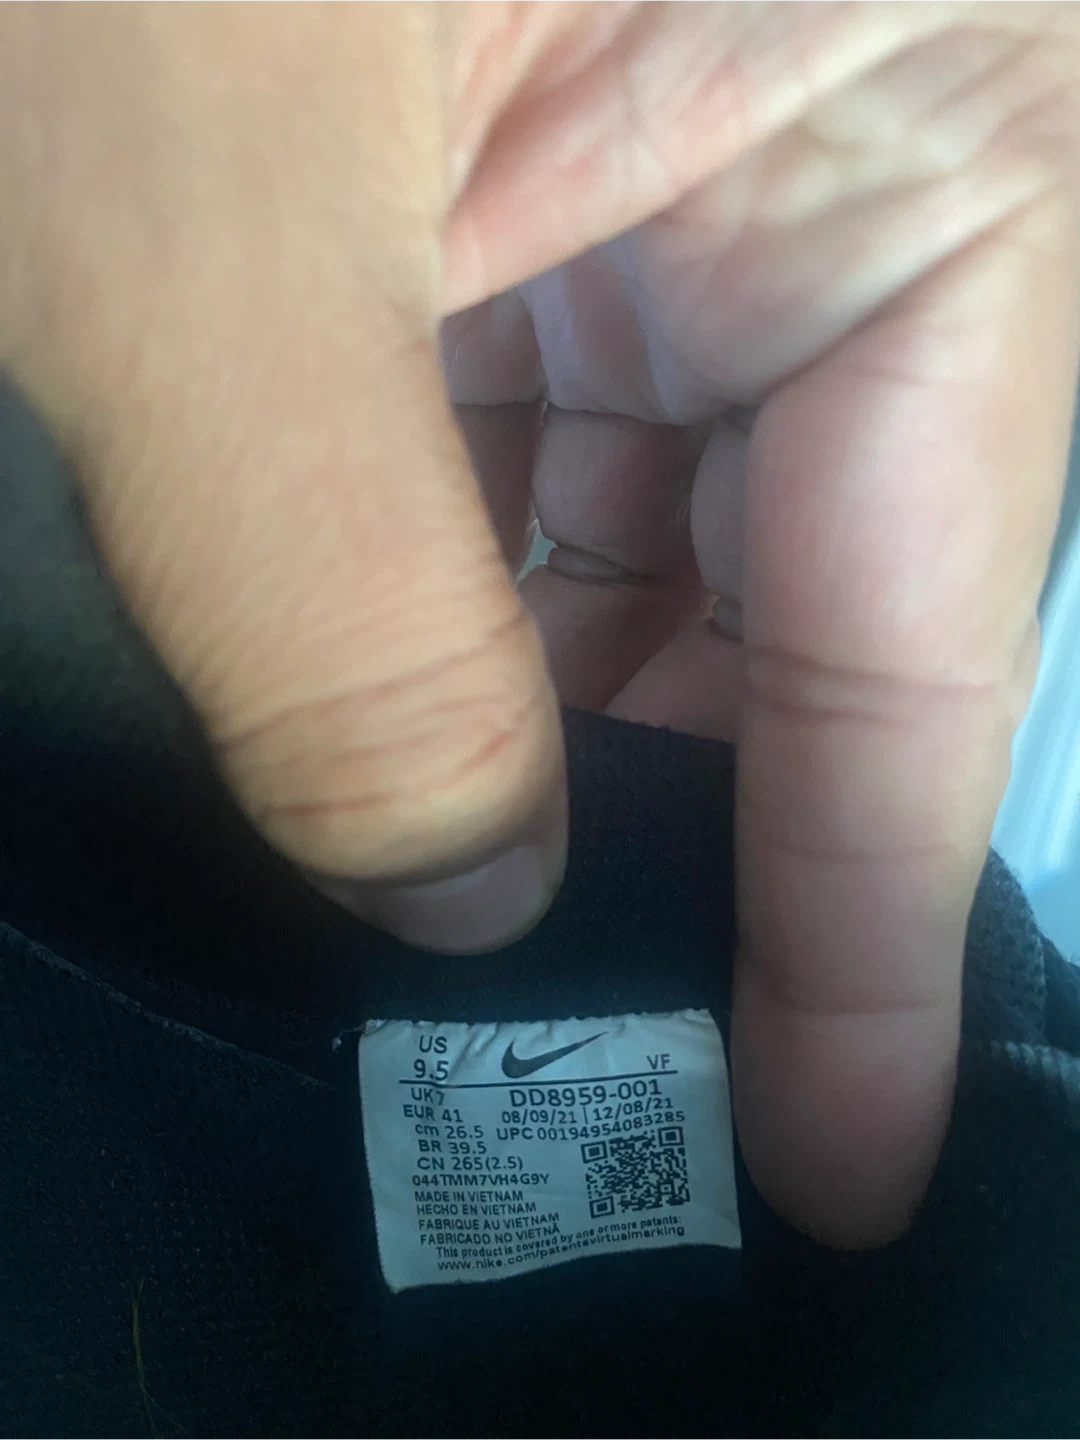 US
9.5
VF
UK7
DD8959-001
EUR 41
08/09/21 | 12/08/21
cm 26.5
UPC 00194954083285
BR 39.5
CN 265(2.5)
044TMM7VH4G9Y
MADE IN VIETNAM
HECHO EN VIETNAM
FABRIQUE AU VIETNAM
FABRICADO NO VIETNÃ
This product is covered by one or more patents:
www.nike.com/patentsvirtualmarking